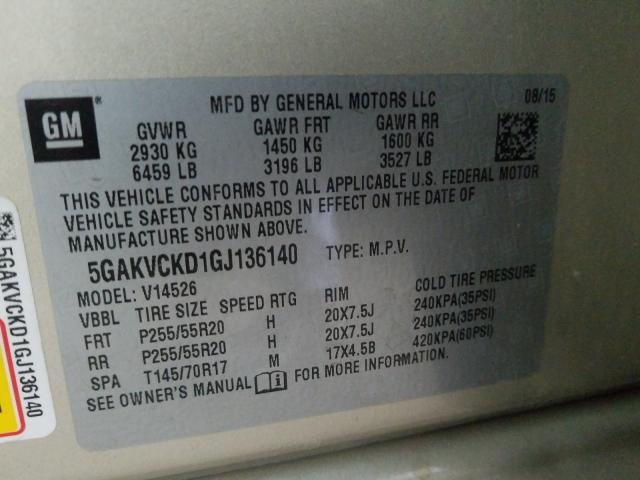 GM
®
MFD BY GENERAL MOTORS LLC 08/15
GVWR GAWR FRT GAWR RR
2930 KG 1450 KG 1600 KG
6459 LB 3196 LB 3527 LB
THIS VEHICLE CONFORMS TO ALL APPLICABLE U.S. FEDERAL MOTOR
VEHICLE SAFETY STANDARDS IN EFFECT ON THE DATE OF
MANUFACTURE SHOWN ABOVE.
5GAKVCKD1GJ136140 TYPE: M.P.V.
MODEL: V14526
VBBL TIRE SIZE SPEED RTG RIM COLD TIRE PRESSURE
FRT P255/55R20 H 20X7.5J 240KPA(35PSI)
RR P255/55R20 H 20X7.5J 240KPA(35PSI)
SPA T145/70R17 M 17X4.5B 420KPA(60PSI)
SEE OWNER'S MANUAL FOR MORE INFORMATION.
5GAKVCKD1GJ136140